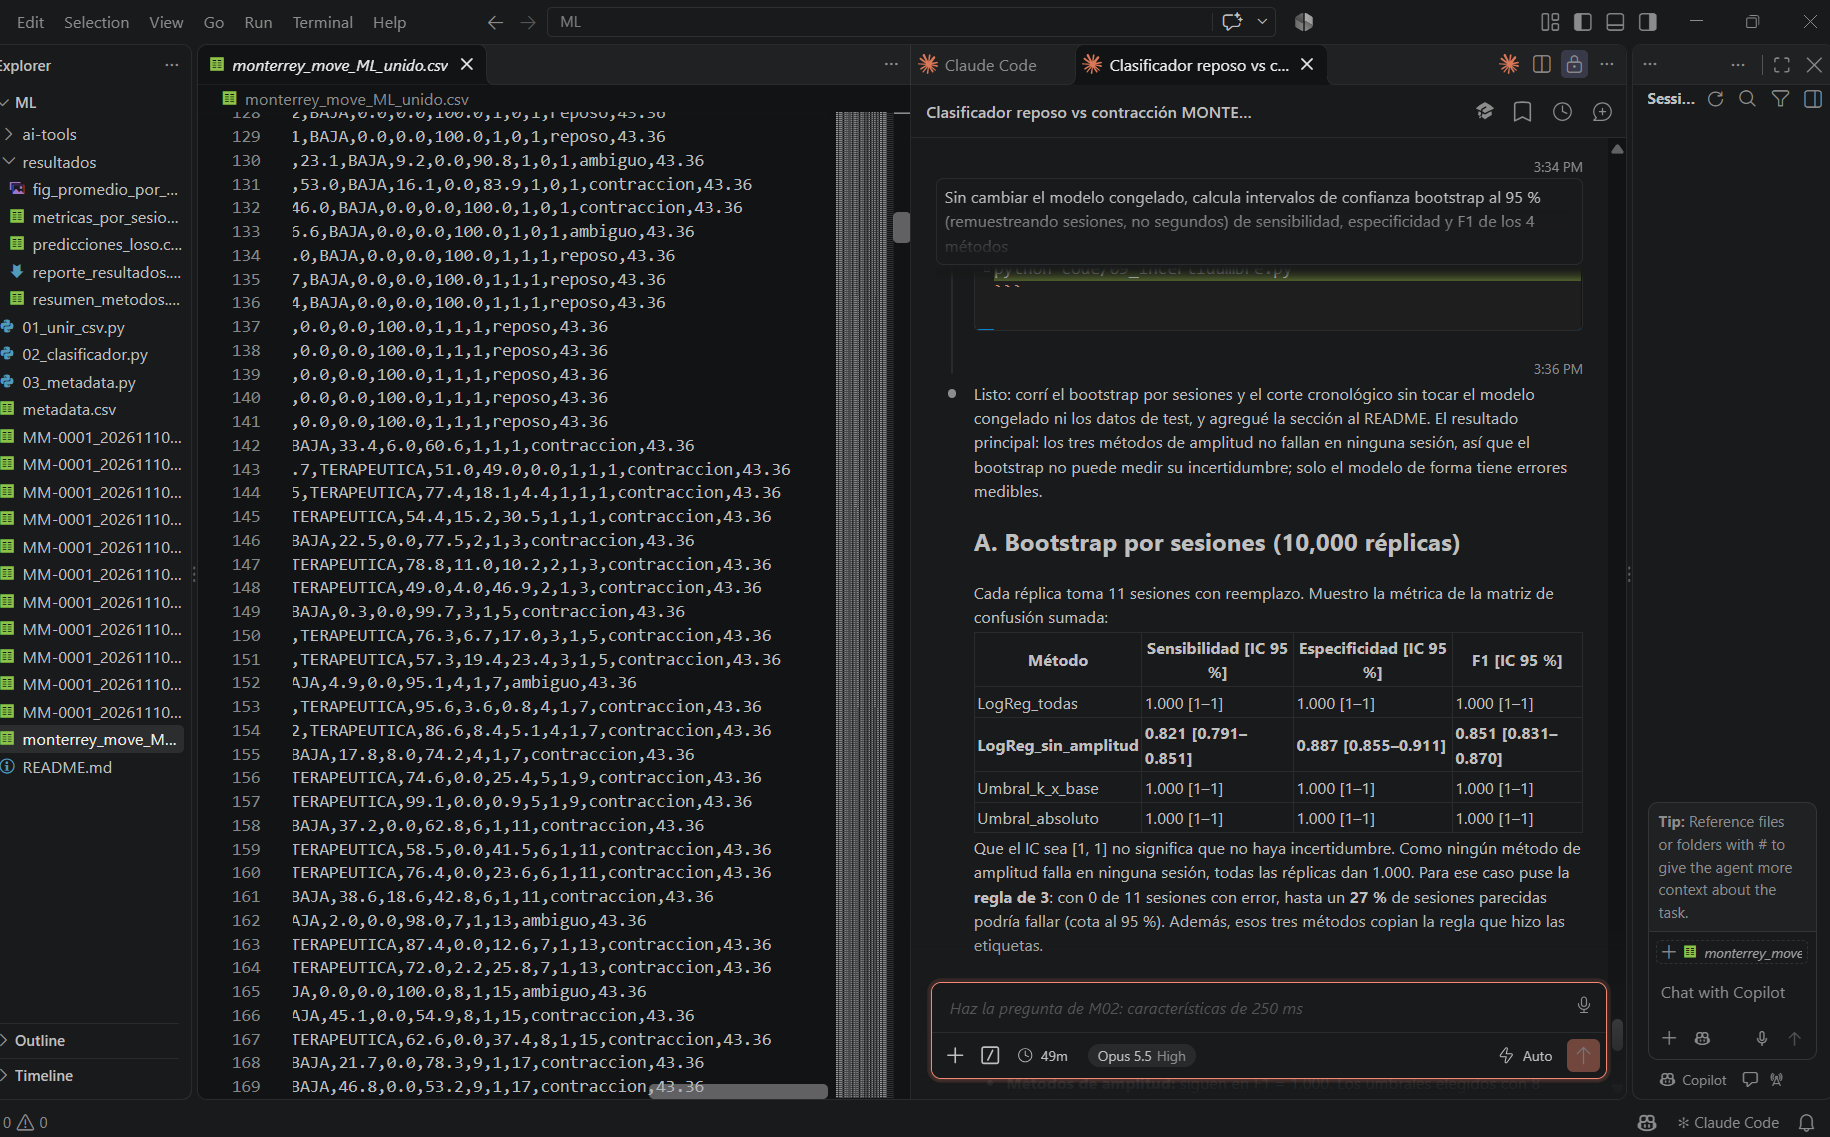 Edit Selection View Go Run Terminal Help
ML
Explorer
ML
ai-tools
resultados
fig_promedio_por_...
metricas_por_sesio...
predicciones_loso.c...
reporte_resultados....
resumen_metodos....
01_unir_csv.py
02_clasificador.py
03_metadata.py
metadata.csv
MM-0001_20261110...
MM-0001_20261110...
MM-0001_20261110...
MM-0001_20261110...
MM-0001_20261110...
MM-0001_20261110...
MM-0001_20261110...
MM-0001_20261110...
MM-0001_20261110...
MM-0001_20261110...
MM-0001_20261110...
monterrey_move_M...
README.md
Outline
Timeline
0 0
monterrey_move_ML_unido.csv
monterrey_move_ML_unido.csv
128 2,BAJA,0.0,0.0,100.0,1,0,1,reposo,43.36
129 1,BAJA,0.0,0.0,100.0,1,0,1,reposo,43.36
130 ,23.1,BAJA,9.2,0.0,90.8,1,0,1,ambiguo,43.36
131 ,53.0,BAJA,16.1,0.0,83.9,1,0,1,contraccion,43.36
132 46.0,BAJA,0.0,0.0,100.0,1,0,1,contraccion,43.36
133 6.6,BAJA,0.0,0.0,100.0,1,0,1,ambiguo,43.36
134 .0,BAJA,0.0,0.0,100.0,1,1,1,reposo,43.36
135 7,BAJA,0.0,0.0,100.0,1,1,1,reposo,43.36
136 4,BAJA,0.0,0.0,100.0,1,1,1,reposo,43.36
137 ,0.0,0.0,100.0,1,1,1,reposo,43.36
138 ,0.0,0.0,100.0,1,1,1,reposo,43.36
139 ,0.0,0.0,100.0,1,1,1,reposo,43.36
140 ,0.0,0.0,100.0,1,1,1,reposo,43.36
141 ,0.0,0.0,100.0,1,1,1,reposo,43.36
142 BAJA,33.4,6.0,60.6,1,1,1,contraccion,43.36
143 .7,TERAPEUTICA,51.0,49.0,0.0,1,1,1,contraccion,43.36
144 5,TERAPEUTICA,77.4,18.1,4.4,1,1,1,contraccion,43.36
145 TERAPEUTICA,54.4,15.2,30.5,1,1,1,contraccion,43.36
146 BAJA,22.5,0.0,77.5,2,1,3,contraccion,43.36
147 TERAPEUTICA,78.8,11.0,10.2,2,1,3,contraccion,43.36
148 TERAPEUTICA,49.0,4.0,46.9,2,1,3,contraccion,43.36
149 BAJA,0.3,0.0,99.7,3,1,5,contraccion,43.36
150 ,TERAPEUTICA,76.3,6.7,17.0,3,1,5,contraccion,43.36
151 ,TERAPEUTICA,57.3,19.4,23.4,3,1,5,contraccion,43.36
152 AJA,4.9,0.0,95.1,4,1,7,ambiguo,43.36
153 ,TERAPEUTICA,95.6,3.6,0.8,4,1,7,contraccion,43.36
154 2,TERAPEUTICA,86.6,8.4,5.1,4,1,7,contraccion,43.36
155 BAJA,17.8,8.0,74.2,4,1,7,contraccion,43.36
156 TERAPEUTICA,74.6,0.0,25.4,5,1,9,contraccion,43.36
157 TERAPEUTICA,99.1,0.0,0.9,5,1,9,contraccion,43.36
158 BAJA,37.2,0.0,62.8,6,1,11,contraccion,43.36
159 TERAPEUTICA,58.5,0.0,41.5,6,1,11,contraccion,43.36
160 TERAPEUTICA,76.4,0.0,23.6,6,1,11,contraccion,43.36
161 BAJA,38.6,18.6,42.8,6,1,11,contraccion,43.36
162 AJA,2.0,0.0,98.0,7,1,13,ambiguo,43.36
163 TERAPEUTICA,87.4,0.0,12.6,7,1,13,contraccion,43.36
164 TERAPEUTICA,72.0,2.2,25.8,7,1,13,contraccion,43.36
165 JA,0.0,0.0,100.0,8,1,15,ambiguo,43.36
166 AJA,45.1,0.0,54.9,8,1,15,contraccion,43.36
167 TERAPEUTICA,62.6,0.0,37.4,8,1,15,contraccion,43.36
168 BAJA,21.7,0.0,78.3,9,1,17,contraccion,43.36
169 BAJA,46.8,0.0,53.2,9,1,17,contraccion,43.36
Claude Code
Clasificador reposo vs c...
Clasificador reposo vs contracción MONTE...
3:34 PM
Sin cambiar el modelo congelado, calcula intervalos de confianza bootstrap al 95 %
(remuestreando sesiones, no segundos) de sensibilidad, especificidad y F1 de los 4
métodos
python code/09_incertidumbre.py
```
3:36 PM
Listo: corrí el bootstrap por sesiones y el corte cronológico sin tocar el modelo
congelado ni los datos de test, y agregué la sección al README. El resultado
principal: los tres métodos de amplitud no fallan en ninguna sesión, así que el
bootstrap no puede medir su incertidumbre; solo el modelo de forma tiene errores
medibles.
A. Bootstrap por sesiones (10,000 réplicas)
Cada réplica toma 11 sesiones con reemplazo. Muestro la métrica de la matriz de
confusión sumada:
Método Sensibilidad [IC 95 %] Especificidad [IC 95 %] F1 [IC 95 %]
LogReg_todas 1.000 [1–1] 1.000 [1–1] 1.000 [1–1]
LogReg_sin_amplitud 0.821 [0.791–0.851] 0.887 [0.855–0.911] 0.851 [0.831–0.870]
Umbral_k_x_base 1.000 [1–1] 1.000 [1–1] 1.000 [1–1]
Umbral_absoluto 1.000 [1–1] 1.000 [1–1] 1.000 [1–1]
Que el IC sea [1, 1] no significa que no haya incertidumbre. Como ningún método de
amplitud falla en ninguna sesión, todas las réplicas dan 1.000. Para ese caso puse la
regla de 3: con 0 de 11 sesiones con error, hasta un 27 % de sesiones parecidas
podría fallar (cota al 95 %). Además, esos tres métodos copian la regla que hizo las
etiquetas.
Haz la pregunta de M02: características de 250 ms
49m Opus 5.5 High Auto
Sessi...
Tip: Reference files
or folders with # to
give the agent more
context about the
task.
monterrey_move
Chat with Copilot
Copilot
Claude Code